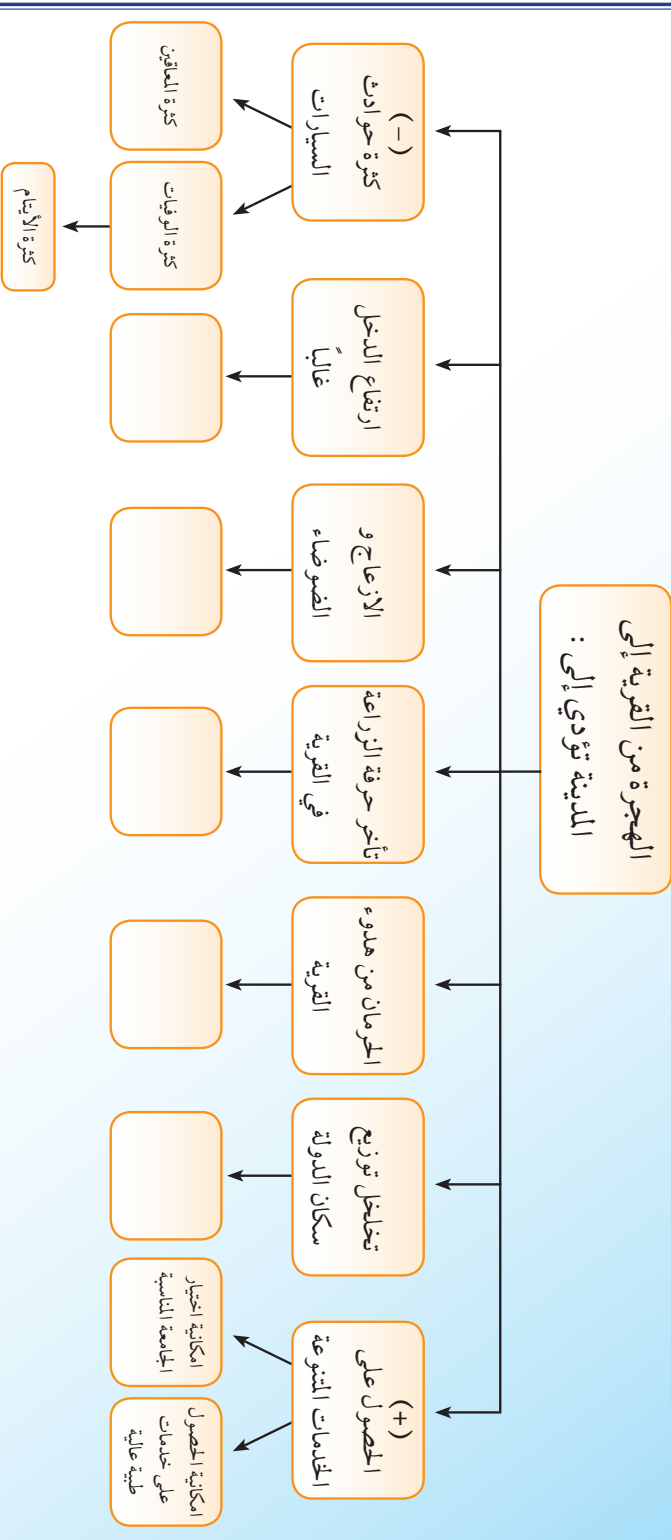 الهجرة من القرية إلى
المدينة تؤدي إلى :
(–)
كثرة حوادث
السيارات
ارتفاع الدخل
غالباً
الازعاج و
الضوضاء
تأخر حرفة الزراعة
في القرية
الحرمان من هدوء
القرية
تخلخل توزيع
سكان الدولة
(+)
الحصول على
الخدمات المتنوعة
كثرة المعاقين
كثرة الوفيات
امكانية اختيار
الجامعة المناسبة
امكانية الحصول
على خدمات
طبية عالية
كثرة الأيتام